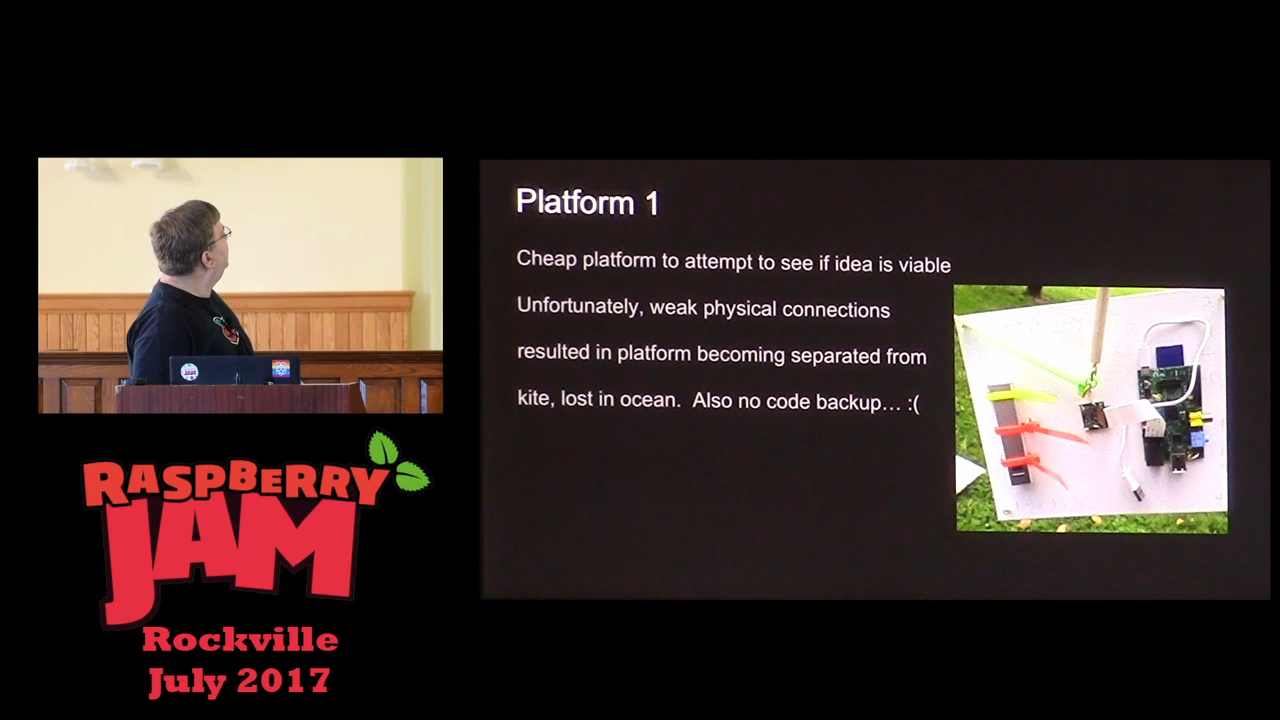 Platform 1
Cheap platform to attempt to see if idea is viable
Unfortunately, weak physical connections
resulted in platform becoming separated from
kite, lost in ocean.  Also no code backup… :(
JAM
RASPBERRY
JAM
Rockville
July 2017